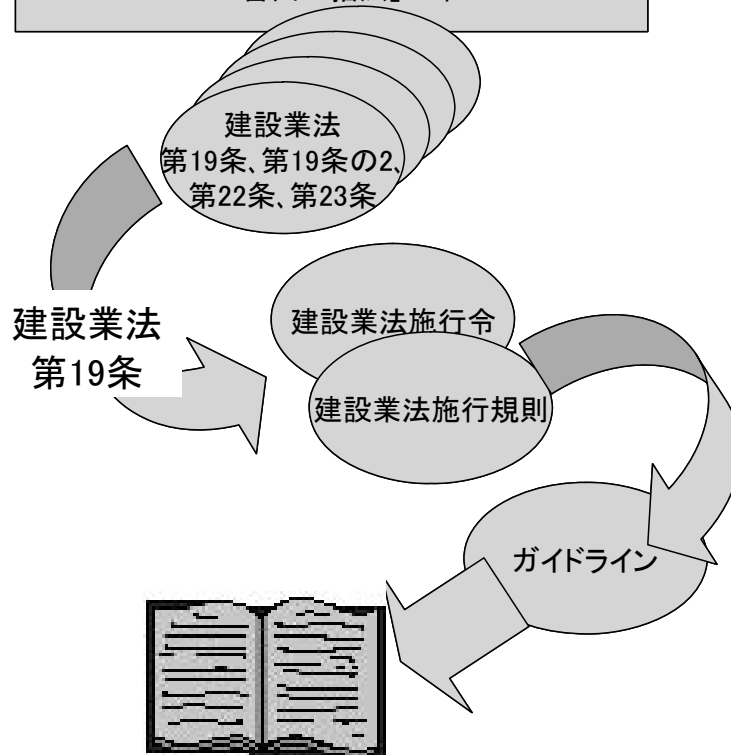 建設業法
第19条、第19条の2、
第22条、第23条
建設業法
第19条
建設業法施行令
建設業法施行規則
ガイドライン